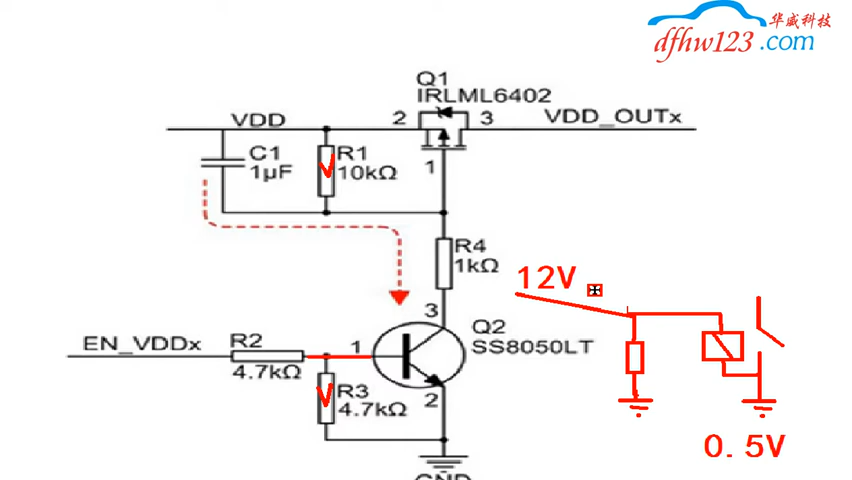 华威科技
dfhw123.com
Q1
IRLML6402
VDD
2
3
VDD_OUTx
C1
1μF
R1
10kΩ
1
R4
1kΩ
12V
3
Q2
SS8050LT
EN_VDDx
R2
4.7kΩ
1
R3
4.7kΩ
2
0.5V
GND